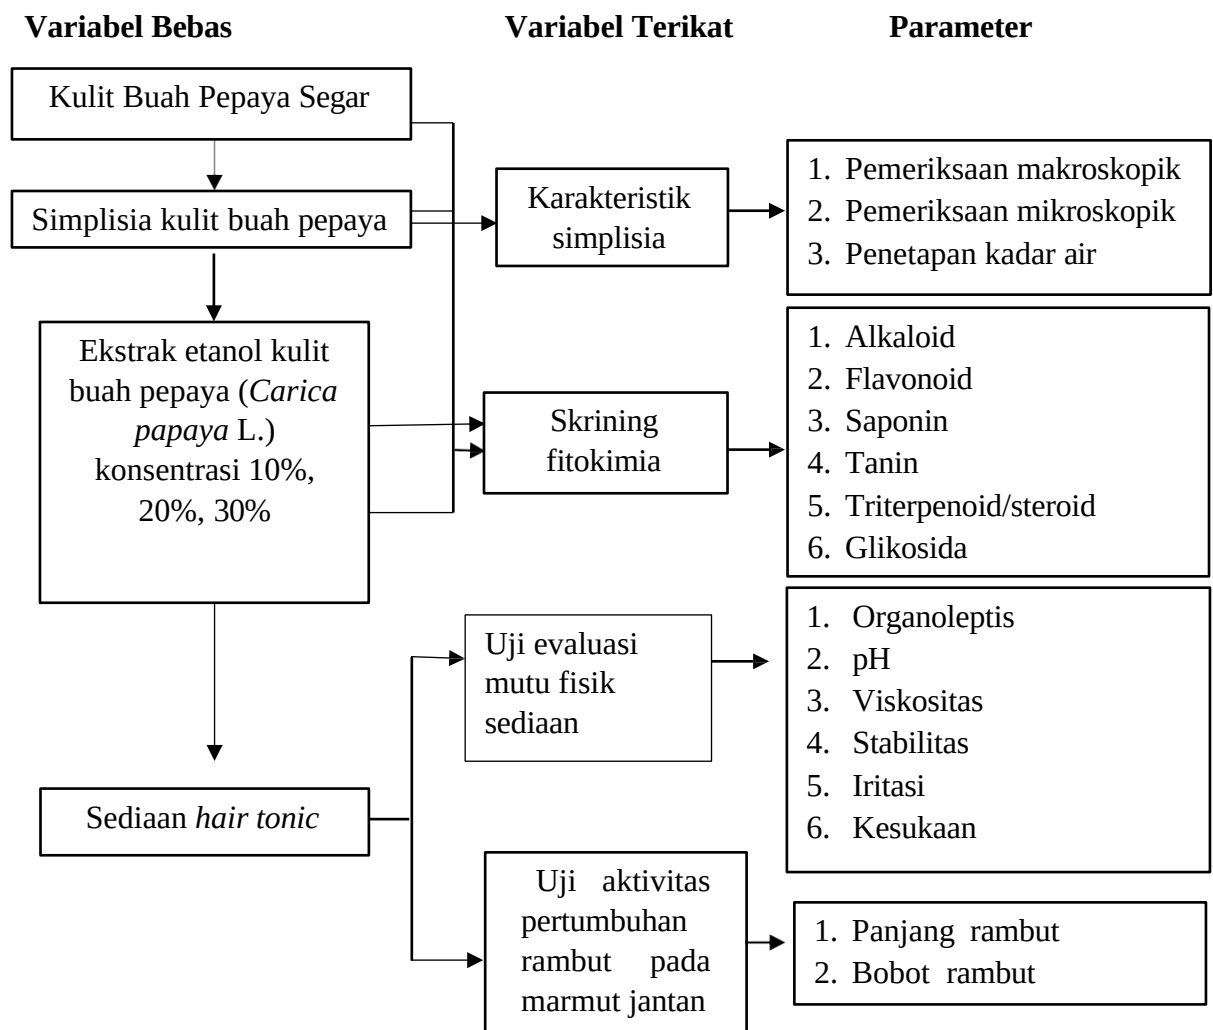 Variabel Bebas
Variabel Terikat
Parameter
Kulit Buah Pepaya Segar
Simplisia kulit buah pepaya
Karakteristik
simplisia
1. Pemeriksaan makroskopik
2. Pemeriksaan mikroskopik
3. Penetapan kadar air
Ekstrak etanol kulit
buah pepaya (Carica
papaya L.)
konsentrasi 10%,
20%, 30%
Skrining
fitokimia
1. Alkaloid
2. Flavonoid
3. Saponin
4. Tanin
5. Triterpenoid/steroid
6. Glikosida
Sediaan hair tonic
Uji evaluasi
mutu fisik
sediaan
1. Organoleptis
2. pH
3. Viskositas
4. Stabilitas
5. Iritasi
6. Kesukaan
Uji aktivitas
pertumbuhan
rambut pada
marmut jantan
1. Panjang rambut
2. Bobot rambut